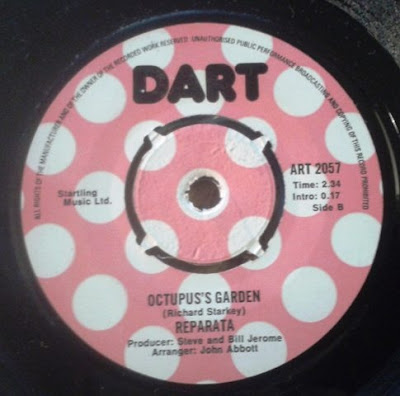 ALL RIGHTS OF THE MANUFACTURER AND OF THE OWNER OF THE RECORDED WORK RESERVED UNAUTHORISED PUBLIC PERFORMANCE BROADCASTING AND COPYING OF THIS RECORD PROHIBITED
DART
Startling
Music Ltd.
ART 2057
Time: 2.34
Intro: 0.17
Side B
OCTUPUS'S GARDEN
(Richard Starkey)
REPARATA
Producer: Steve and Bill Jerome
Arranger: John Abbott